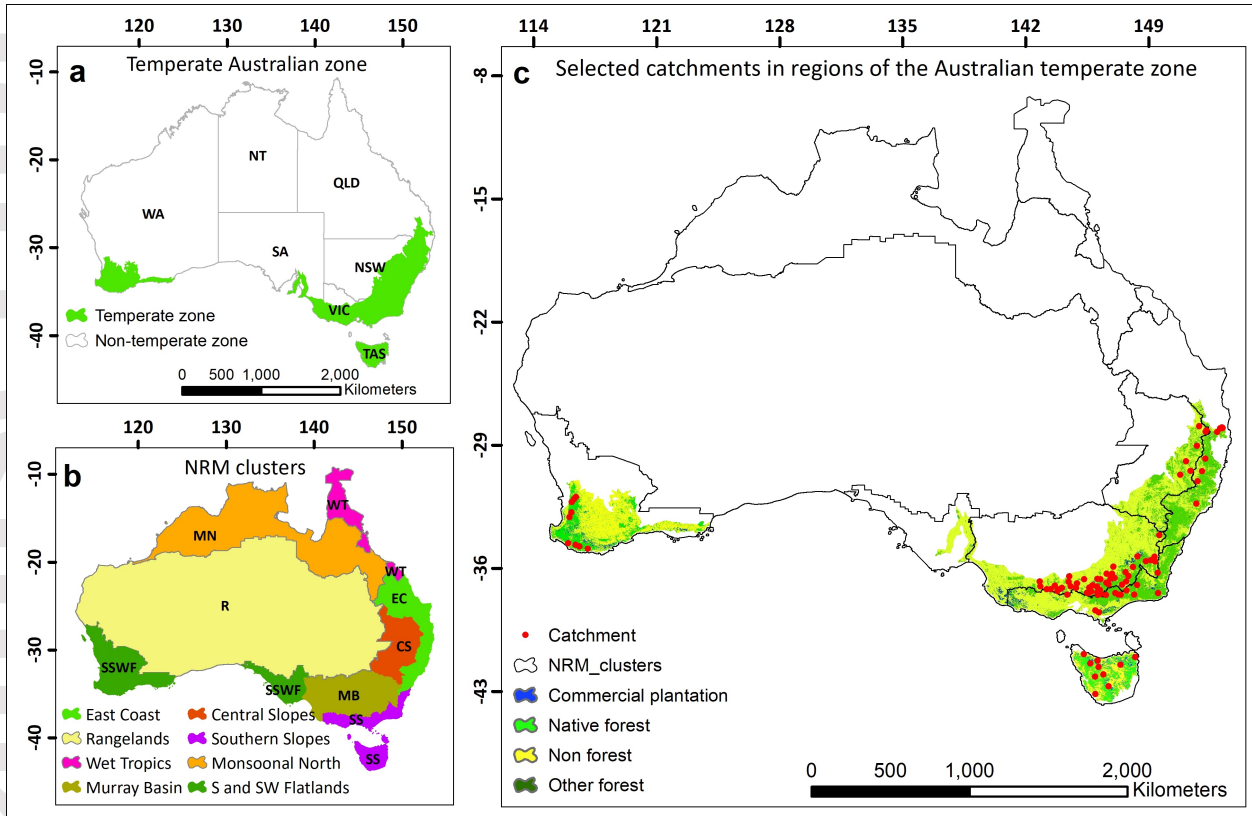 120 130 140 150
a Temperate Australian zone
-10
-20
-30
-40
NT
QLD
WA
SA
NSW
VIC
TAS
Temperate zone
Non-temperate zone
0 500 1,000 2,000
Kilometers
120 130 140 150
b NRM clusters
-10
-20
-30
-40
WT
MN
WT
EC
R
CS
SSWF
SSWF
MB
SS
SS
East Coast Central Slopes
Rangelands Southern Slopes
Wet Tropics Monsoonal North
Murray Basin S and SW Flatlands
114 121 128 135 142 149
c Selected catchments in regions of the Australian temperate zone
-8
-15
-22
-29
-36
-43
Catchment
NRM_clusters
Commercial plantation
Native forest
Non forest
Other forest
0 500 1,000 2,000
Kilometers